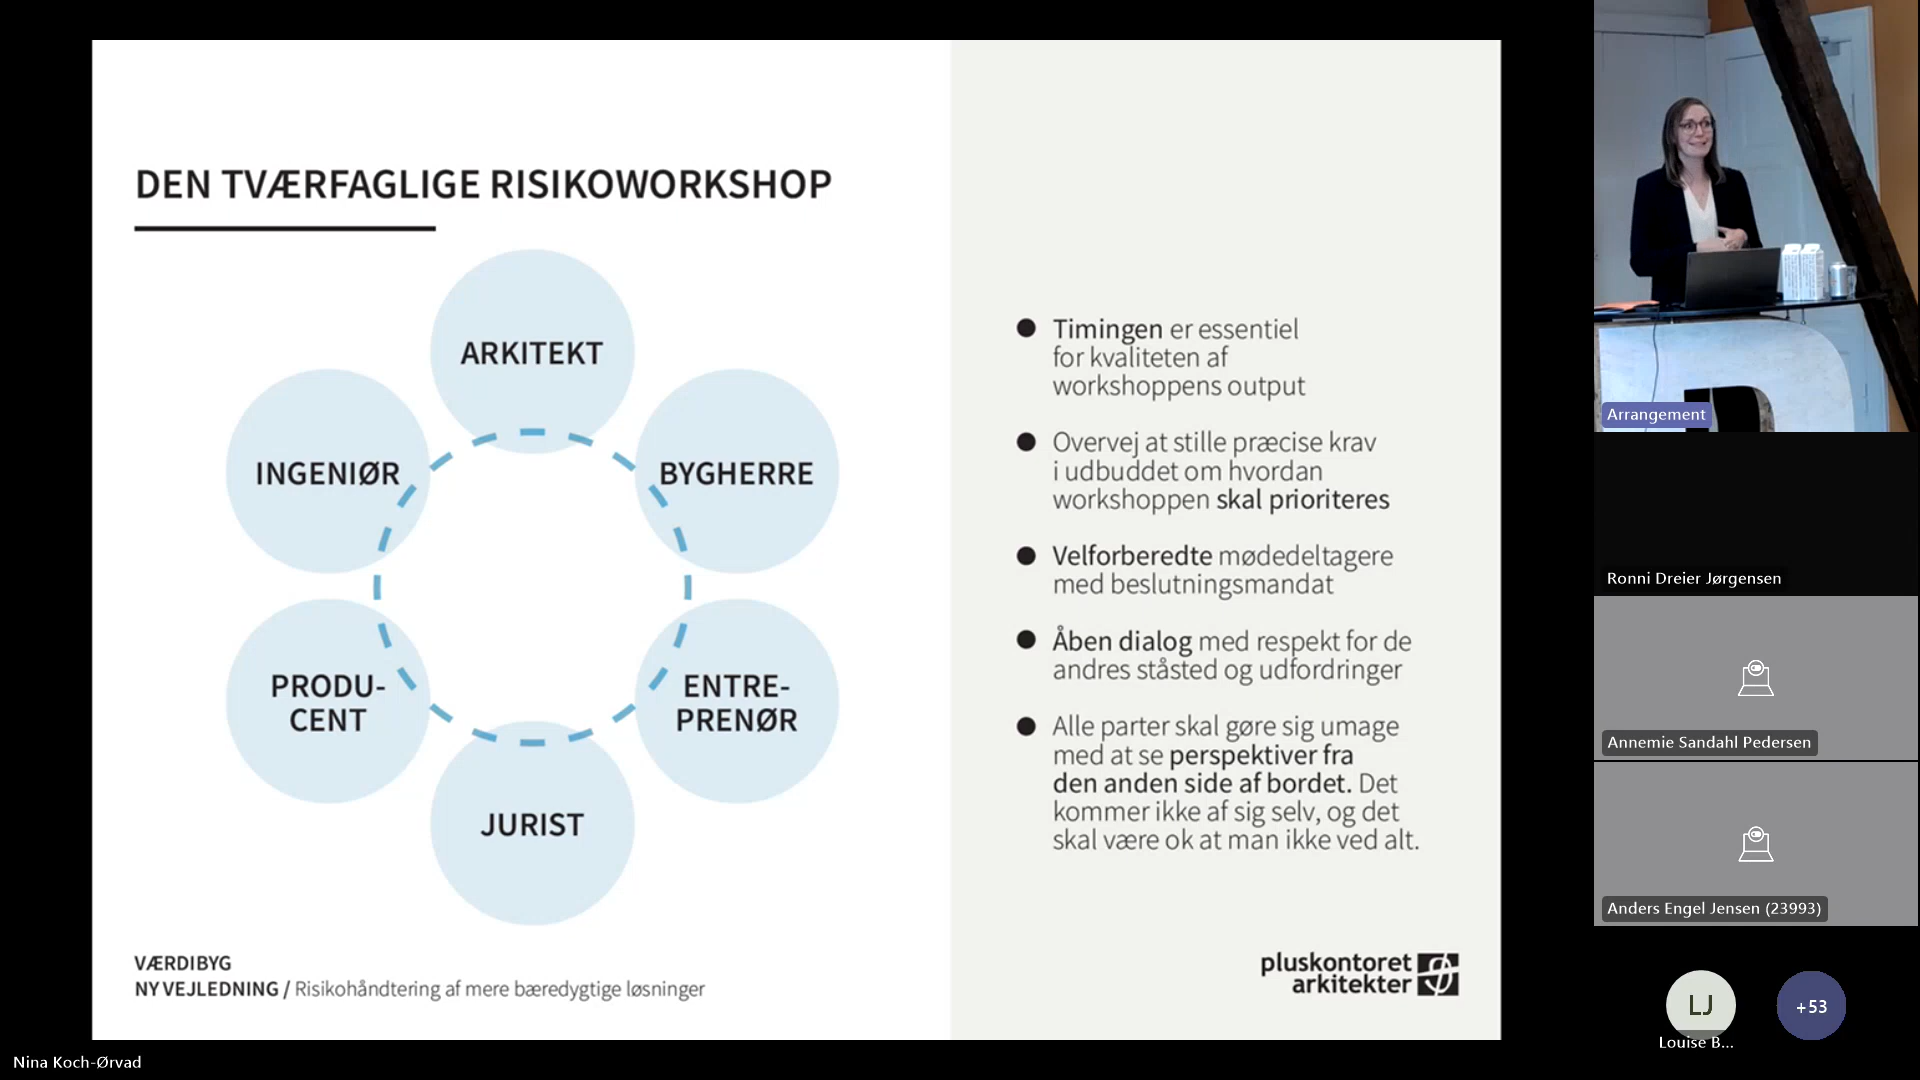 DEN TVÆRFAGLIGE RISIKOWORKSHOP
ARKITEKT
INGENIØR
BYGHERRE
PRODU-
CENT
ENTRE-
PRENØR
JURIST
VÆRDIBYG
NY VEJLEDNING / Risikohåndtering af mere bæredygtige løsninger
Timingen er essentiel
for kvaliteten af
workshoppens output
Overvej at stille præcise krav
i udbuddet om hvordan
workshoppen skal prioriteres
Velforberedte mødedeltagere
med beslutningsmandat
Åben dialog med respekt for de
andres ståsted og udfordringer
Alle parter skal gøre sig umage
med at se perspektiver fra
den anden side af bordet. Det
kommer ikke af sig selv, og det
skal være ok at man ikke ved alt.
pluskontoret
arkitekter
Arrangement
Ronni Dreier Jørgensen
Annemie Sandahl Pedersen
Anders Engel Jensen (23993)
LJ
+53
Louise B...
Nina Koch-Ørvad